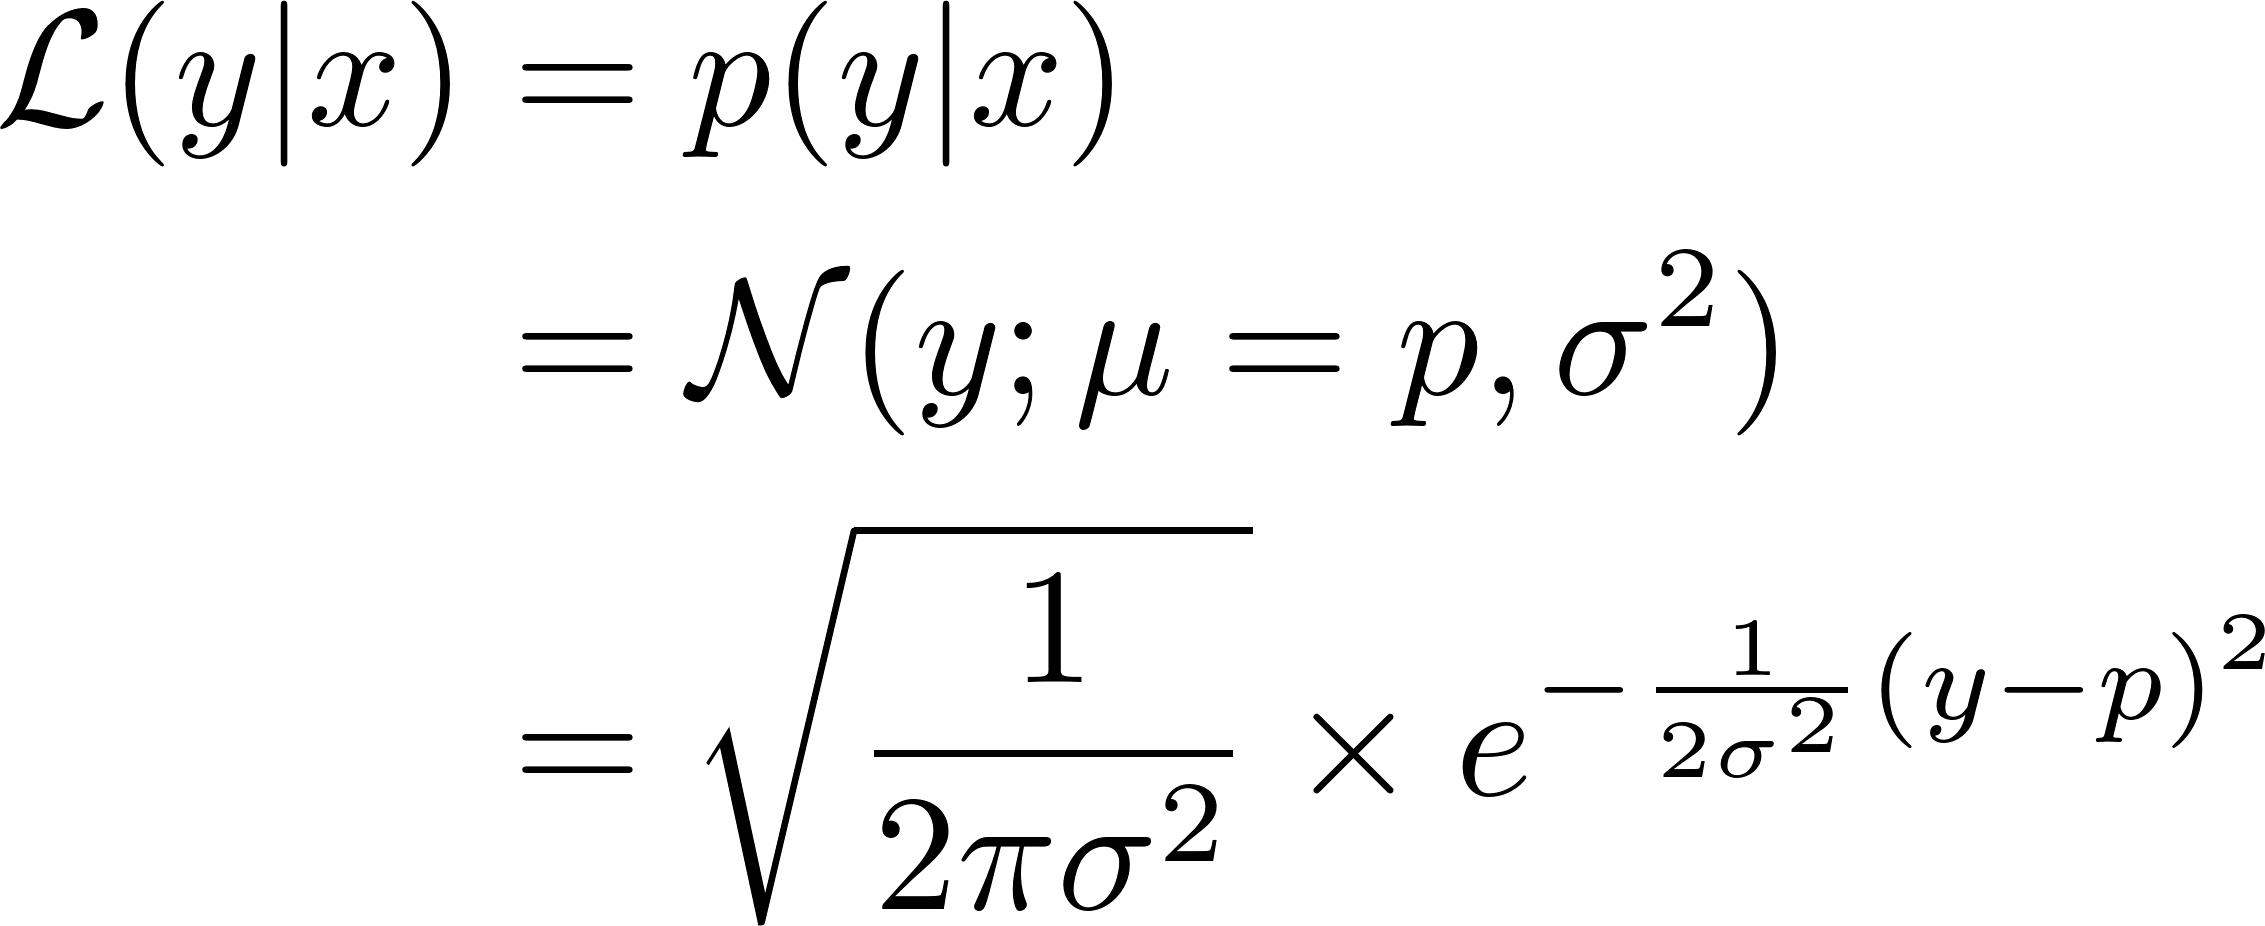 ℒ(y|x) = p(y|x)
= 𝒩(y; μ = p, σ²)
= √(1/(2πσ²)) × e^(−(1/(2σ²))(y−p)²)